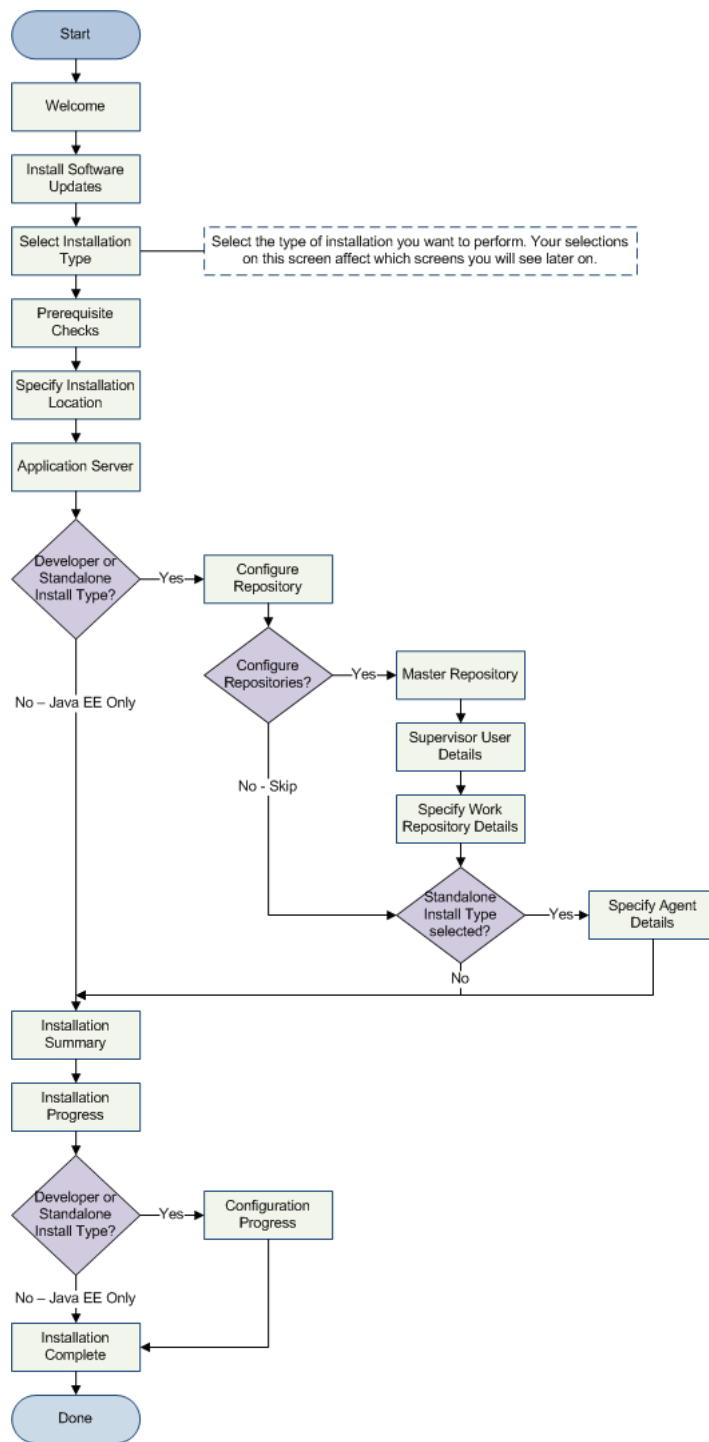 Start
Welcome
Install Software
Updates
Select Installation
Type
Select the type of installation you want to perform. Your selections
on this screen affect which screens you will see later on.
Prerequisite
Checks
Specify Installation
Location
Application Server
Developer or
Standalone
Install Type?
Yes
Configure
Repository
No – Java EE Only
Configure
Repositories?
Yes
Master Repository
Supervisor User
Details
No - Skip
Specify Work
Repository Details
Standalone
Install Type
selected?
Yes
Specify Agent
Details
No
Installation
Summary
Installation
Progress
Developer or
Standalone
Install Type?
Yes
Configuration
Progress
No – Java EE Only
Installation
Complete
Done